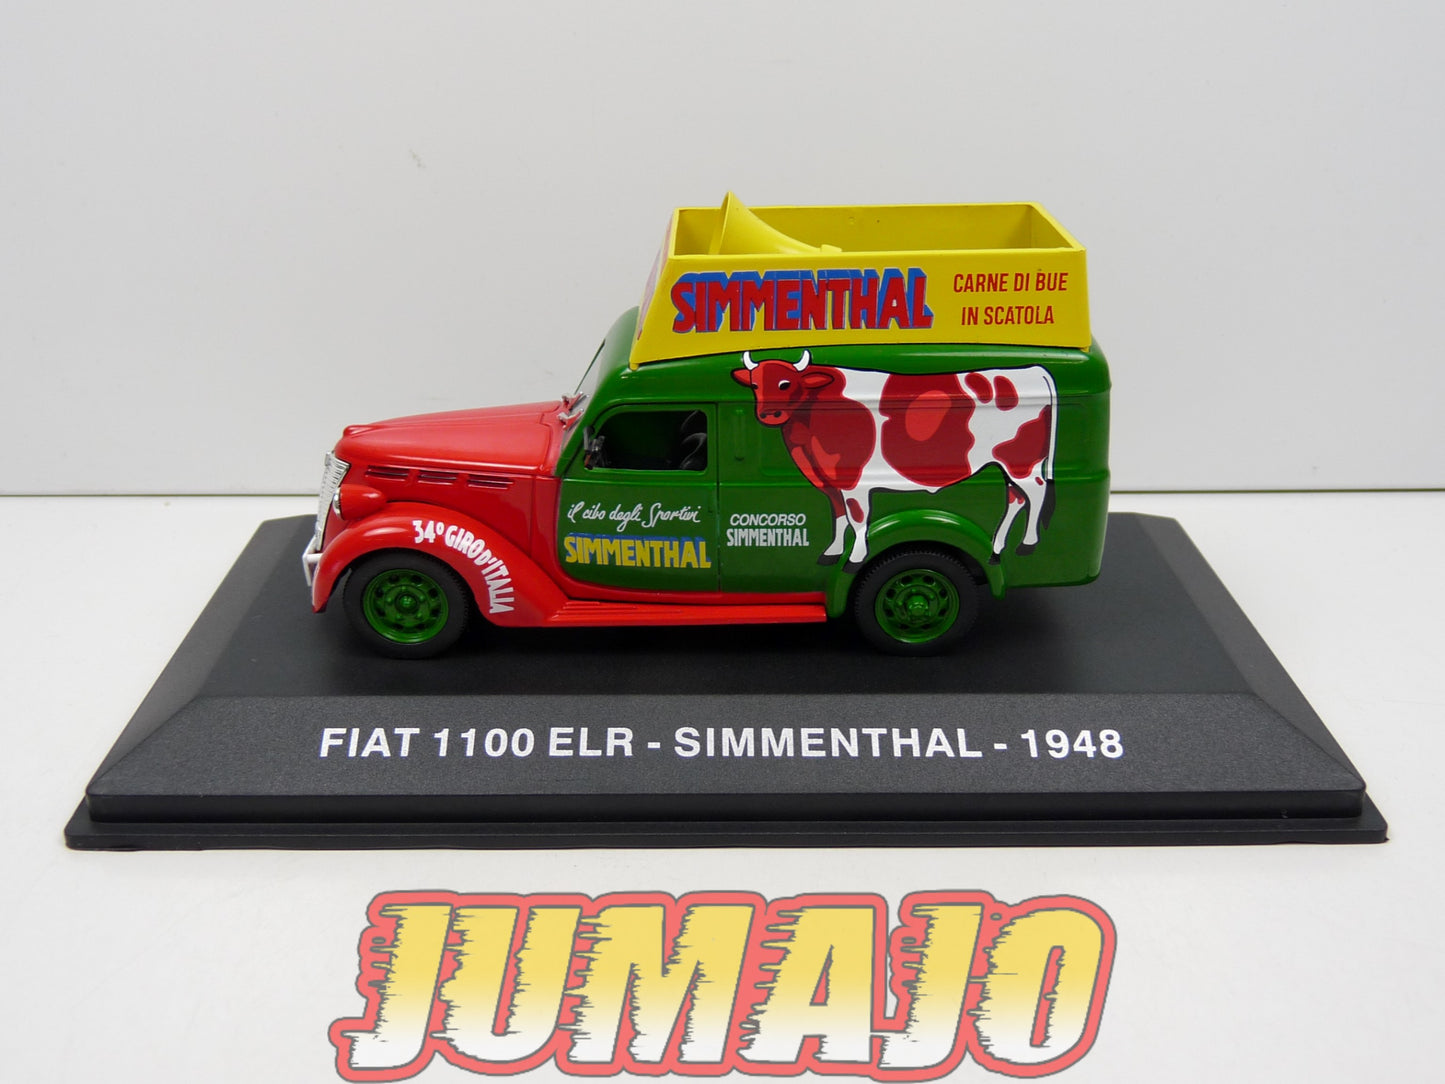 SIMMENTHAL
CARNE DI BUE
IN SCATOLA
34º GIRO D'ITALIA
il cibo degli Sportivi
SIMMENTHAL
CONCORSO
SIMMENTHAL
FIAT 1100 ELR - SIMMENTHAL - 1948
JUMAJO